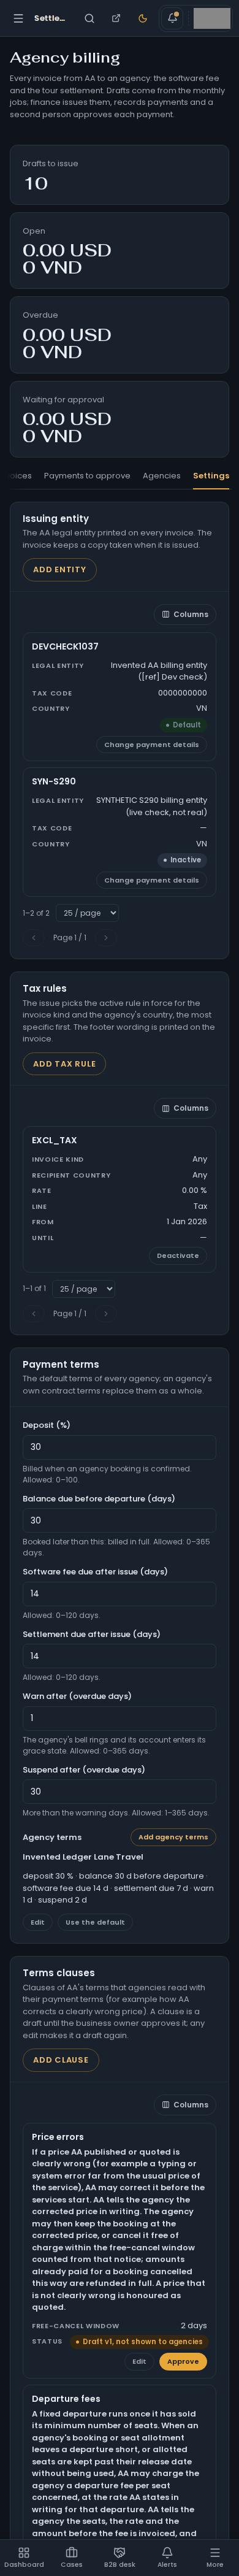 Settle...
Agency billing
Every invoice from AA to an agency: the software fee
and the tour settlement. Drafts come from the monthly
jobs; finance issues them, records payments and a
second person approves each payment.
Drafts to issue
10
Open
0.00 USD
0 VND
Overdue
0.00 USD
0 VND
Waiting for approval
0.00 USD
0 VND
oices Payments to approve Agencies Settings
Issuing entity
The AA legal entity printed on every invoice. The
invoice keeps a copy taken when it is issued.
ADD ENTITY
Columns
DEVCHECK1037
LEGAL ENTITY Invented AA billing entity
([ref] Dev check)
TAX CODE 0000000000
COUNTRY VN
Default
Change payment details
SYN-S290
LEGAL ENTITY SYNTHETIC S290 billing entity
(live check, not real)
TAX CODE —
COUNTRY VN
Inactive
Change payment details
1–2 of 2 25 / page
Page 1 / 1
Tax rules
The issue picks the active rule in force for the
invoice kind and the agency's country, the most
specific first. The footer wording is printed on the
invoice.
ADD TAX RULE
Columns
EXCL_TAX
INVOICE KIND Any
RECIPIENT COUNTRY Any
RATE 0.00 %
LINE Tax
FROM 1 Jan 2026
UNTIL —
Deactivate
1–1 of 1 25 / page
Page 1 / 1
Payment terms
The default terms of every agency; an agency's
own contract terms replace them as a whole.
Deposit (%)
30
Billed when an agency booking is confirmed.
Allowed: 0–100.
Balance due before departure (days)
30
Booked later than this: billed in full. Allowed: 0–365
days.
Software fee due after issue (days)
14
Allowed: 0–120 days.
Settlement due after issue (days)
14
Allowed: 0–120 days.
Warn after (overdue days)
1
The agency's bell rings and its account enters its
grace state. Allowed: 0–365 days.
Suspend after (overdue days)
30
More than the warning days. Allowed: 1–365 days.
Agency terms Add agency terms
Invented Ledger Lane Travel
deposit 30 % · balance 30 d before departure ·
software fee due 14 d · settlement due 7 d · warn
1 d · suspend 2 d
Edit Use the default
Terms clauses
Clauses of AA's terms that agencies read with
their payment terms (for example how AA
corrects a clearly wrong price). A clause is a
draft until the business owner approves it; any
edit makes it a draft again.
ADD CLAUSE
Columns
Price errors
If a price AA published or quoted is
clearly wrong (for example a typing or
system error far from the usual price of
the service), AA may correct it before the
services start. AA tells the agency the
corrected price in writing. The agency
may then keep the booking at the
corrected price, or cancel it free of
charge within the free-cancel window
counted from that notice; amounts
already paid for a booking cancelled
this way are refunded in full. A price that
is not clearly wrong is honoured as
quoted.
FREE-CANCEL WINDOW 2 days
STATUS Draft v1, not shown to agencies
Edit Approve
Departure fees
A fixed departure runs once it has sold
its minimum number of seats. When an
agency's booking or seat allotment
leaves a departure short, or allotted
seats are kept past their release date
without being used, AA may charge the
agency a departure fee per seat
concerned, at the rate AA states in
writing for that departure. AA tells the
agency the seats, the rate and the
amount before the fee is invoiced, and
Dashboard Cases B2B desk Alerts More